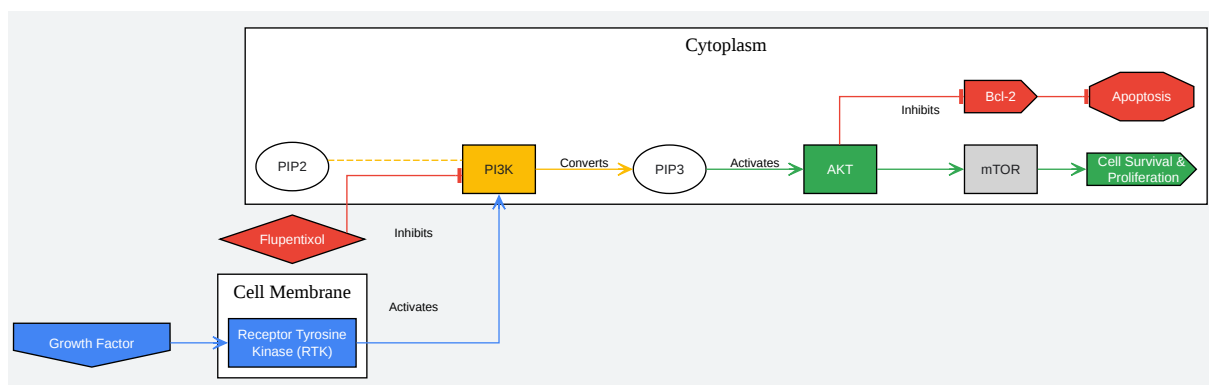 Cytoplasm
Bcl-2
Apoptosis
Inhibits
PIP2
PI3K
Converts
PIP3
Activates
AKT
mTOR
Cell Survival &
Proliferation
Flupentixol
Inhibits
Cell Membrane
Activates
Growth Factor
Receptor Tyrosine
Kinase (RTK)